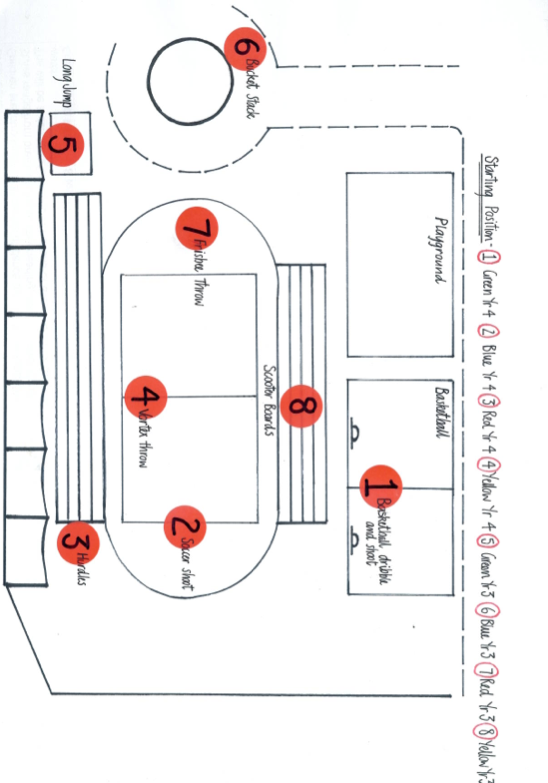 Starting Position - 1 Green Yr 4 2 Blue Yr 4 3 Red Yr 4 4 Yellow Yr 4 5 Green Yr 3 6 Blue Yr 3 7 Red Yr 3 8 Yellow Yr 3
Playground
Basketball
1 Basketball, dribble
and shoot
8
Scooter Boards
6 Bucket Stack
7 Frisbee Throw
4 Vortex throw
2 Soccer shoot
Long Jump
5
3 Hurdles